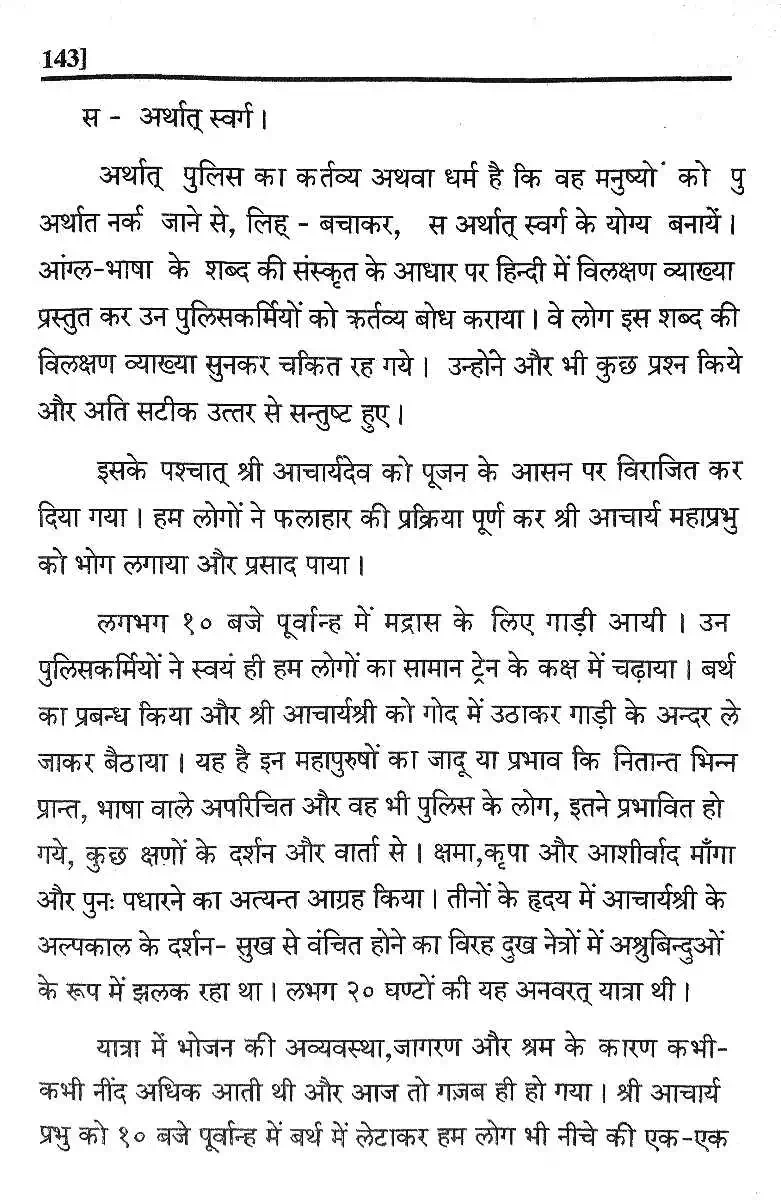 143]
स - अर्थात् स्वर्ग।
अर्थात् पुलिस का कर्तव्य अथवा धर्म है कि वह मनुष्यों को पु
अर्थात नर्क जाने से, लिह् - बचाकर, स अर्थात् स्वर्ग के योग्य बनायें।
आंग्ल-भाषा के शब्द की संस्कृत के आधार पर हिन्दी में विलक्षण व्याख्या
प्रस्तुत कर उन पुलिसकर्मियों को कर्तव्य बोध कराया। वे लोग इस शब्द की
विलक्षण व्याख्या सुनकर चकित रह गये। उन्होंने और भी कुछ प्रश्न किये
और अति सटीक उत्तर से सन्तुष्ट हुए।
इसके पश्चात् श्री आचार्यदेव को पूजन के आसन पर विराजित कर
दिया गया। हम लोगों ने फलाहार की प्रक्रिया पूर्ण कर श्री आचार्य महाप्रभु
को भोग लगाया और प्रसाद पाया।
लगभग १० बजे पूर्वान्ह में मद्रास के लिए गाड़ी आयी। उन
पुलिसकर्मियों ने स्वयं ही हम लोगों का सामान ट्रेन के कक्ष में चढ़ाया। बर्थ
का प्रबन्ध किया और श्री आचार्यश्री को गोद में उठाकर गाड़ी के अन्दर ले
जाकर बैठाया। यह है इन महापुरुषों का जादू या प्रभाव कि नितान्त भिन्न
प्रान्त, भाषा वाले अपरिचित और वह भी पुलिस के लोग, इतने प्रभावित हो
गये, कुछ क्षणों के दर्शन और वार्ता से। क्षमा,कृपा और आशीर्वाद माँगा
और पुनः पधारने का अत्यन्त आग्रह किया। तीनों के हृदय में आचार्यश्री के
अल्पकाल के दर्शन- सुख से वंचित होने का विरह दुख नेत्रों में अश्रुबिन्दुओं
के रूप में झलक रहा था। लभग २० घण्टों की यह अनवरत् यात्रा थी।
यात्रा में भोजन की अव्यवस्था,जागरण और श्रम के कारण कभी-
कभी नींद अधिक आती थी और आज तो गज़ब ही हो गया। श्री आचार्य
प्रभु को १० बजे पूर्वान्ह में बर्थ में लेटाकर हम लोग भी नीचे की एक-एक